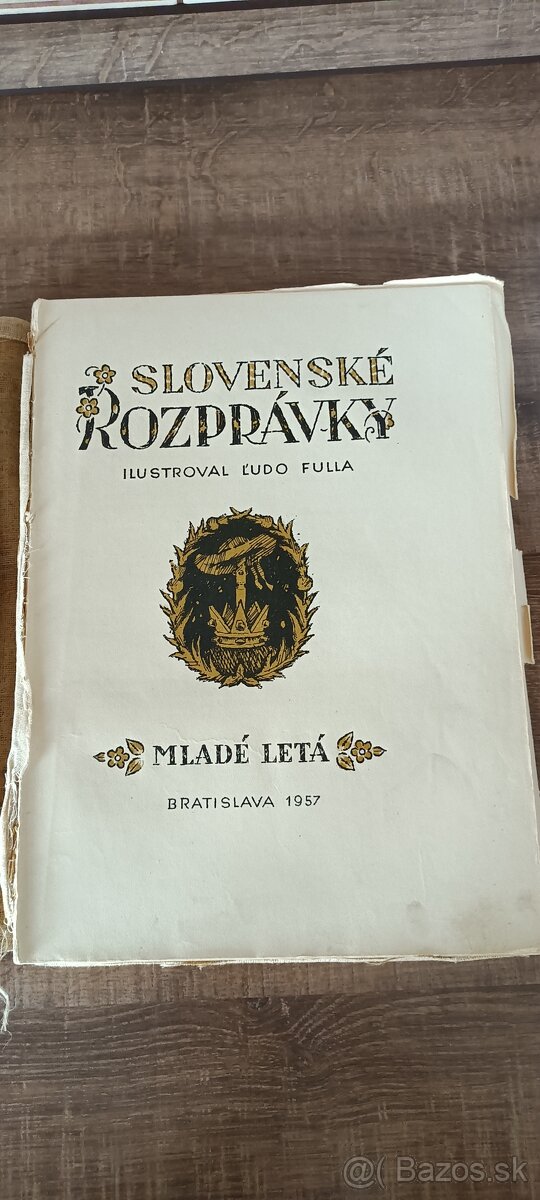 SLOVENSKÉ
ROZPRÁVKY
ILUSTROVAL ĽUDO FULLA
MLADÉ LETÁ
BRATISLAVA 1957
@ Bazos.sk